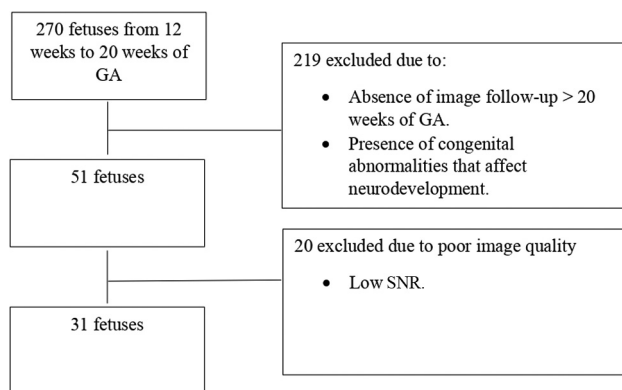 270 fetuses from 12
weeks to 20 weeks of
GA
219 excluded due to:
• Absence of image follow-up > 20
weeks of GA.
• Presence of congenital
abnormalities that affect
neurodevelopment.
51 fetuses
20 excluded due to poor image quality
• Low SNR.
31 fetuses